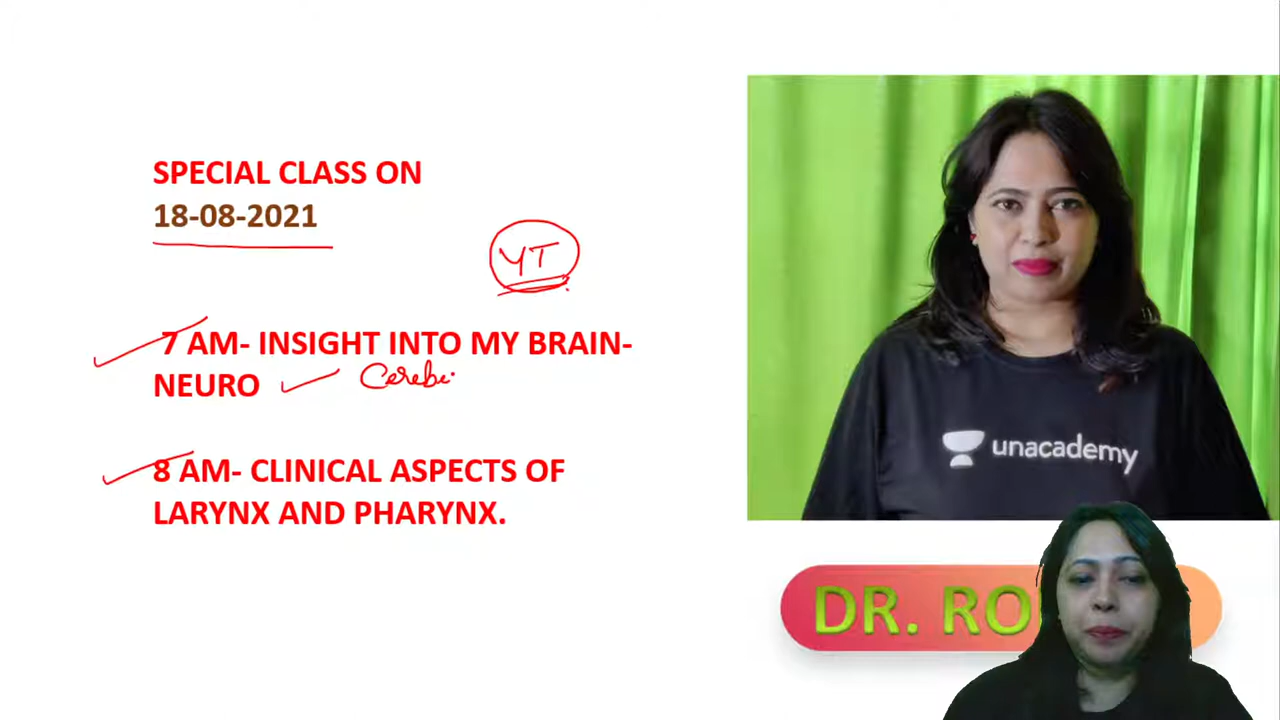 SPECIAL CLASS ON
18-08-2021
YT
7 AM- INSIGHT INTO MY BRAIN-
NEURO
8 AM- CLINICAL ASPECTS OF
LARYNX AND PHARYNX.
unacademy
DR.